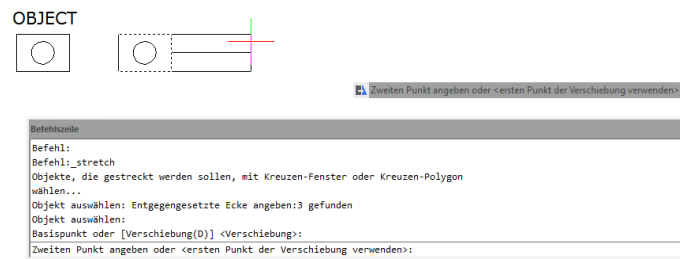 OBJECT
Zweiten Punkt angeben oder <ersten Punkt der Verschiebung verwenden>:
Befehlszeile
Befehl:
Befehl:_stretch
Objekte, die gestreckt werden sollen, mit Kreuzen-Fenster oder Kreuzen-Polygon
wählen...
Objekt auswählen: Entgegengesetzte Ecke angeben:3 gefunden
Objekt auswählen:
Basispunkt oder [Verschiebung(D)] <Verschiebung>:
Zweiten Punkt angeben oder <ersten Punkt der Verschiebung verwenden>: